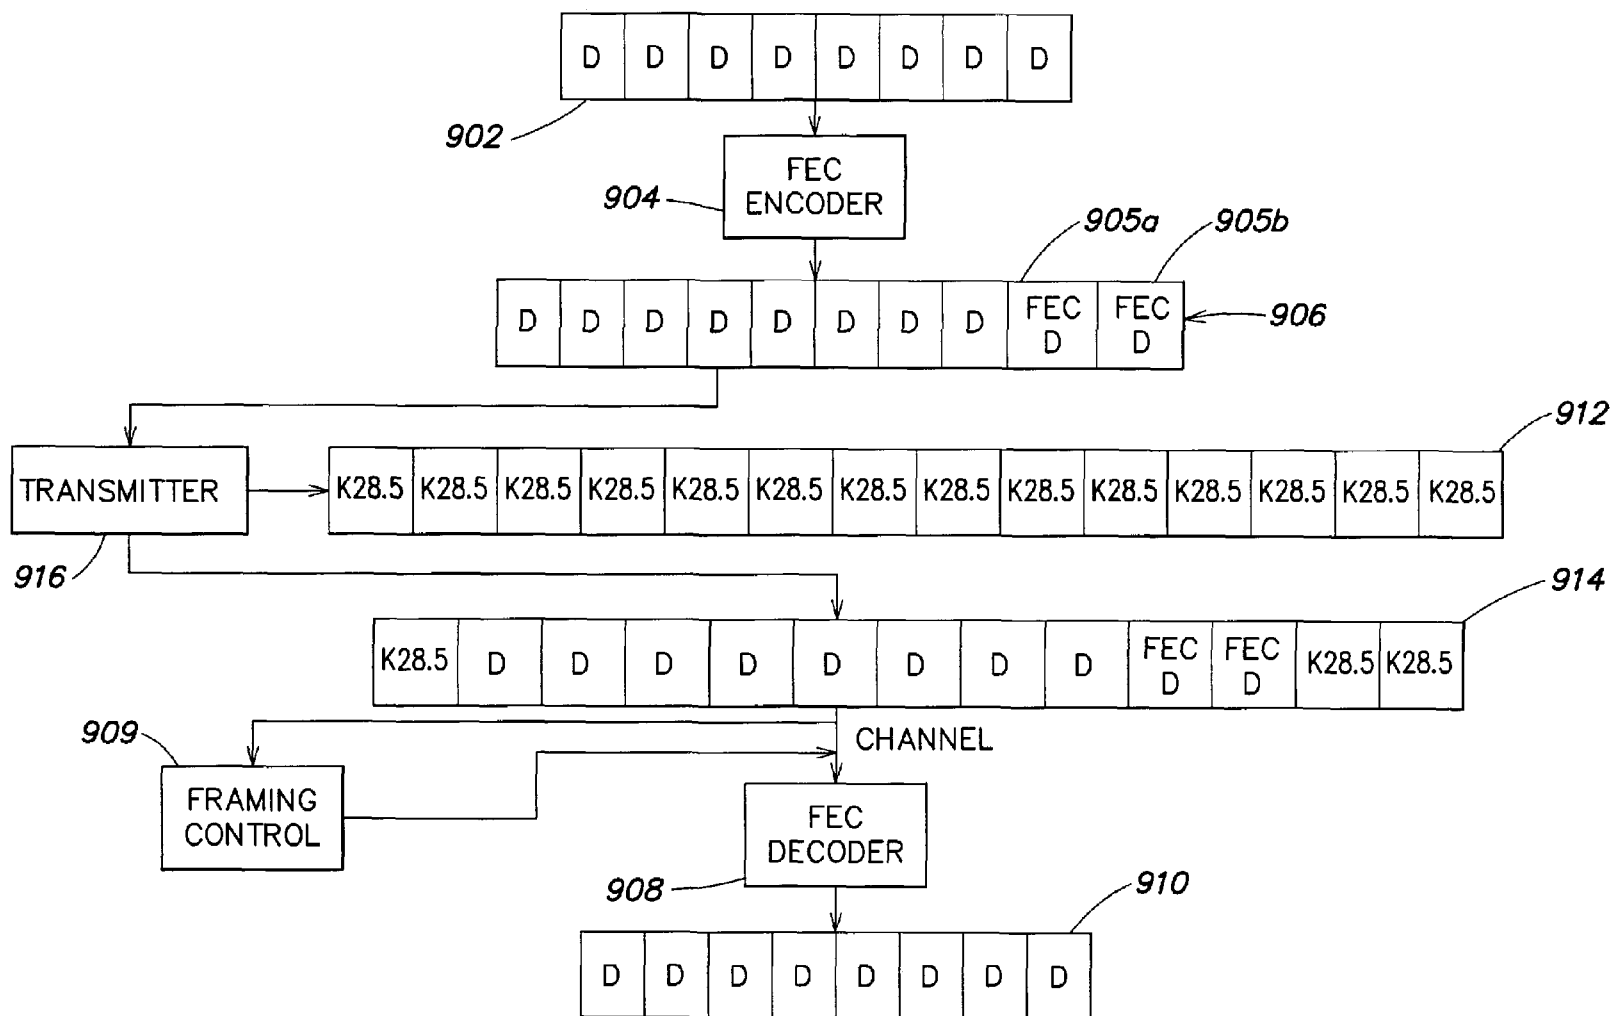 D D D D D D D D
902
FEC
ENCODER
904
905a
905b
D D D D D D D D FEC D FEC D
906
912
TRANSMITTER
K28.5 K28.5 K28.5 K28.5 K28.5 K28.5 K28.5 K28.5 K28.5 K28.5 K28.5 K28.5 K28.5 K28.5
916
914
K28.5 D D D D D D D D FEC D FEC D K28.5 K28.5
909
CHANNEL
FRAMING
CONTROL
FEC
DECODER
908
910
D D D D D D D D